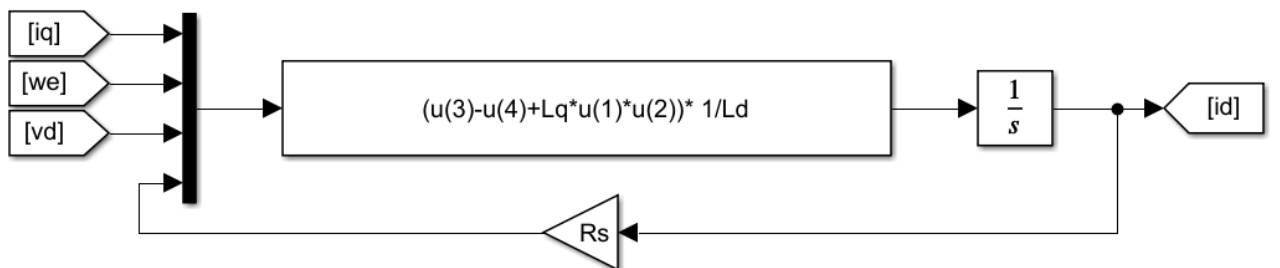 [iq]
[we]
[vd]
(u(3)-u(4)+Lq*u(1)*u(2))* 1/Ld
1
s
[id]
Rs